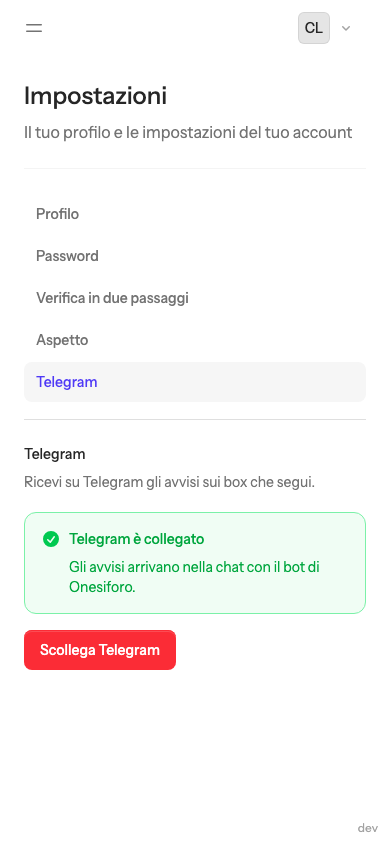 CL
Impostazioni
Il tuo profilo e le impostazioni del tuo account
Profilo
Password
Verifica in due passaggi
Aspetto
Telegram
Telegram
Ricevi su Telegram gli avvisi sui box che segui.
Telegram è collegato
Gli avvisi arrivano nella chat con il bot di
Onesiforo.
Scollega Telegram
dev